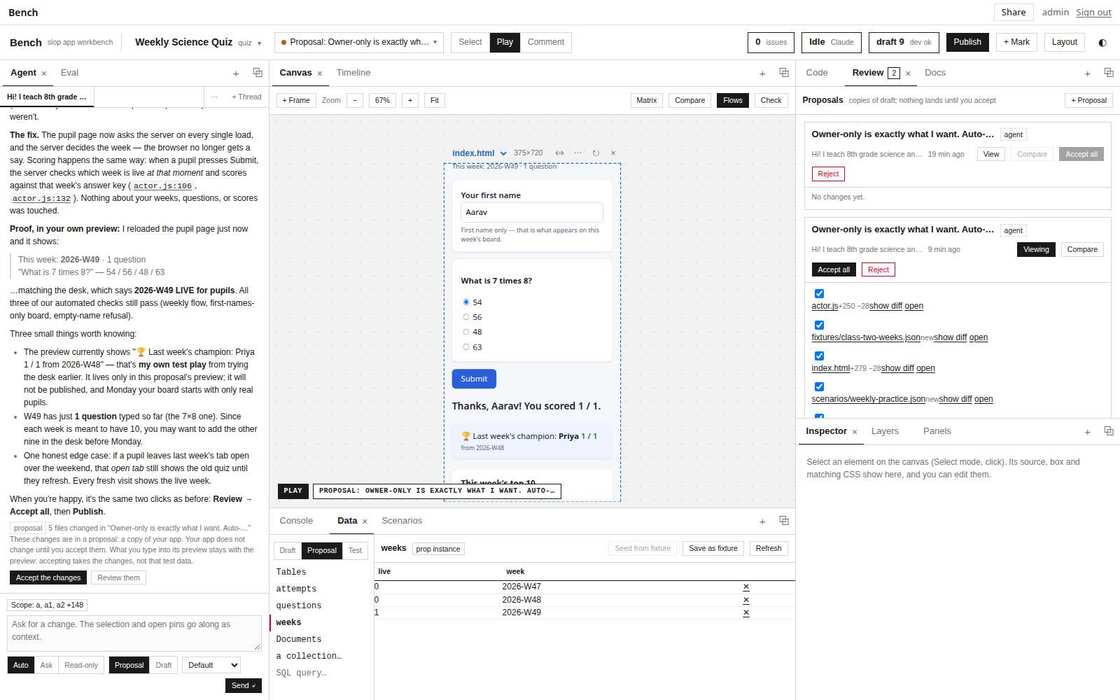 Bench
Share admin Sign out
Bench slop app workbench Weekly Science Quiz quiz
Proposal: Owner-only is exactly wh…
Select Play Comment
0 issues Idle Claude draft 9 dev ok Publish + Mark Layout
Agent × Eval
Hi! I teach 8th grade … ··· + Thread
weren't.
The fix. The pupil page now asks the server on every single load,
and the server decides the week — the browser no longer gets a
say. Scoring happens the same way: when a pupil presses Submit,
the server checks which week is live at that moment and scores
against that week's answer key ( actor.js:106 ,
actor.js:132 ). Nothing about your weeks, questions, or scores
was touched.
Proof, in your own preview: I reloaded the pupil page just now
and it shows:
This week: 2026-W49 · 1 question
"What is 7 times 8?" — 54 / 56 / 48 / 63
…matching the desk, which says 2026-W49 LIVE for pupils. All
three of our automated checks still pass (weekly flow, first-names-
only board, empty-name refusal).
Three small things worth knowing:
• The preview currently shows "🏆 Last week's champion: Priya
1 / 1 from 2026-W48" — that's my own test play from trying
the desk earlier. It lives only in this proposal's preview; it will
not be published, and Monday your board starts with only real
pupils.
• W49 has just 1 question typed so far (the 7×8 one). Since
each week is meant to have 10, you may want to add the other
nine in the desk before Monday.
• One honest edge case: if a pupil leaves last week's tab open
over the weekend, that open tab still shows the old quiz until
they refresh. Every fresh visit shows the live week.
When you're happy, it's the same two clicks as before: Review →
Accept all, then Publish.
proposal 5 files changed in "Owner-only is exactly what I want. Auto-…"
These changes are in a proposal: a copy of your app. Your app does not
change until you accept them. What you type into its preview stays with the
preview: accepting takes the changes, not that test data.
Accept the changes Review them
Scope: a, a1, a2 +148
Ask for a change. The selection and open pins go along as
context.
Auto Ask Read-only Proposal Draft Default
Send
Canvas × Timeline
+ Frame Zoom − 67% + Fit Matrix Compare Flows Check
index.html 375×720
This week: 2026-W49 · 1 question
Your first name
Aarav
First name only — that is what appears on this
week's board.
What is 7 times 8?
54
56
48
63
Submit
Thanks, Aarav! You scored 1 / 1.
🏆 Last week's champion: Priya 1 / 1
from 2026-W48
This week's top 10
PLAY PROPOSAL: OWNER-ONLY IS EXACTLY WHAT I WANT. AUTO-…
Console Data × Scenarios
Draft Proposal Test
weeks prop instance Seed from fixture Save as fixture Refresh
Tables
attempts
questions
weeks
Documents
a collection…
SQL query…
live week
0 2026-W47 ✕
0 2026-W48 ✕
1 2026-W49 ✕
Code Review 2 × Docs
Proposals copies of draft; nothing lands until you accept + Proposal
Owner-only is exactly what I want. Auto-… agent
Hi! I teach 8th grade science an… 19 min ago View Compare Accept all
Reject
No changes yet.
Owner-only is exactly what I want. Auto-… agent
Hi! I teach 8th grade science an… 9 min ago Viewing Compare
Accept all Reject
actor.js+250 −28show diff open
fixtures/class-two-weeks.jsonnewshow diff open
index.html+279 −28show diff open
scenarios/weekly-practice.jsonnewshow diff open
Inspector × Layers Panels
Select an element on the canvas (Select mode, click). Its source, box and
matching CSS show here, and you can edit them.